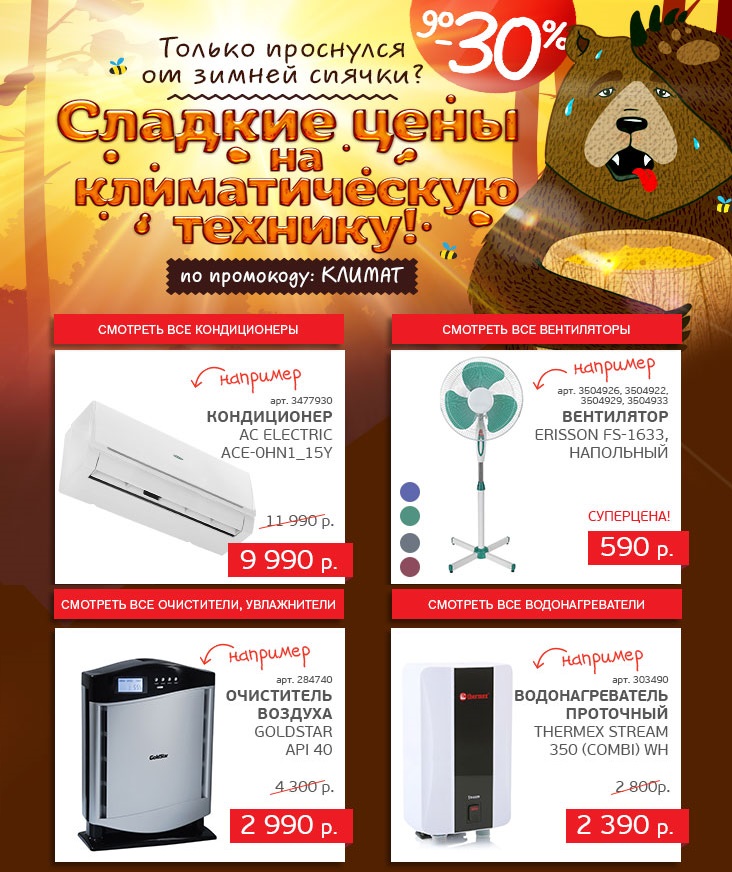 до -30%
Только проснулся
от зимней спячки?
Сладкие цены
на
климатическую
технику!
по промокоду: КЛИМАТ
СМОТРЕТЬ ВСЕ КОНДИЦИОНЕРЫ
например
арт. 3477930
КОНДИЦИОНЕР
AC ELECTRIC
ACE-0HN1_15Y
11 990 р.
9 990 р.
СМОТРЕТЬ ВСЕ ВЕНТИЛЯТОРЫ
например
арт. 3504926, 3504922,
3504929, 3504933
ВЕНТИЛЯТОР
ERISSON FS-1633,
НАПОЛЬНЫЙ
СУПЕРЦЕНА!
590 р.
СМОТРЕТЬ ВСЕ ОЧИСТИТЕЛИ, УВЛАЖНИТЕЛИ
например
арт. 284740
ОЧИСТИТЕЛЬ
ВОЗДУХА
GOLDSTAR
API 40
GoldStar
4 300 р.
2 990 р.
СМОТРЕТЬ ВСЕ ВОДОНАГРЕВАТЕЛИ
например
арт. 303490
ВОДОНАГРЕВАТЕЛЬ
ПРОТОЧНЫЙ
THERMEX STREAM
350 (COMBI) WH
thermex
2 800р.
2 390 р.